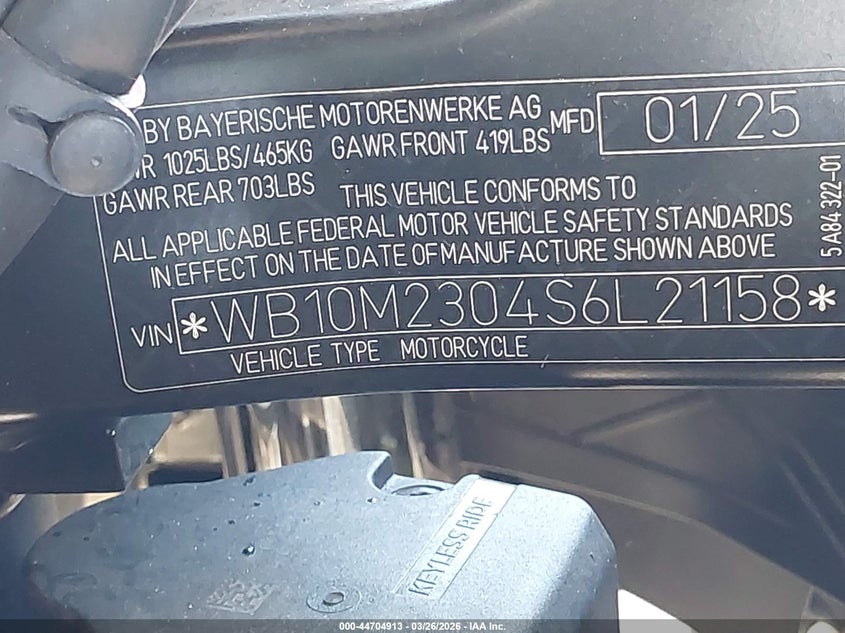 BY BAYERISCHE MOTORENWERKE AG
MFD 01/25
1025LBS/465KG GAWR FRONT 419LBS
GAWR REAR 703LBS THIS VEHICLE CONFORMS TO
ALL APPLICABLE FEDERAL MOTOR VEHICLE SAFETY STANDARDS
IN EFFECT ON THE DATE OF MANUFACTURE SHOWN ABOVE
VIN *WB10M2304S6L21158*
VEHICLE TYPE MOTORCYCLE
5A84 322-01
KEYLESS RIDE
000-44704913 - 03/26/2026 - IAA Inc.